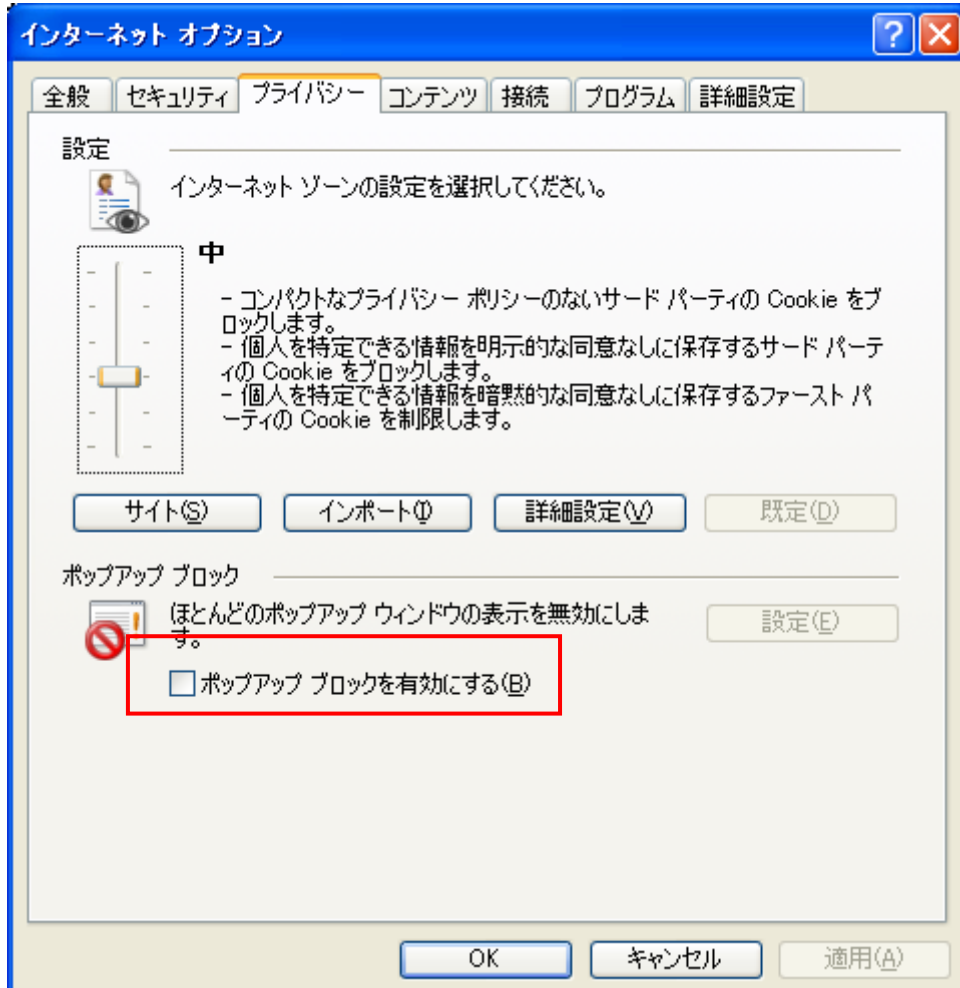 インターネット オプション
全般 セキュリティ プライバシー コンテンツ 接続 プログラム 詳細設定
設定
インターネット ゾーンの設定を選択してください。
中
- コンパクトなプライバシー ポリシーのないサード パーティの Cookie をブ
ロックします。
- 個人を特定できる情報を明示的な同意なしに保存するサード パーテ
ィの Cookie をブロックします。
- 個人を特定できる情報を暗黙的な同意なしに保存するファースト パ
ーティの Cookie を制限します。
サイト(S) インポート(I) 詳細設定(V) 既定(D)
ポップアップ ブロック
ほとんどのポップアップ ウィンドウの表示を無効にしま
す。
設定(E)
ポップアップ ブロックを有効にする(B)
OK キャンセル 適用(A)